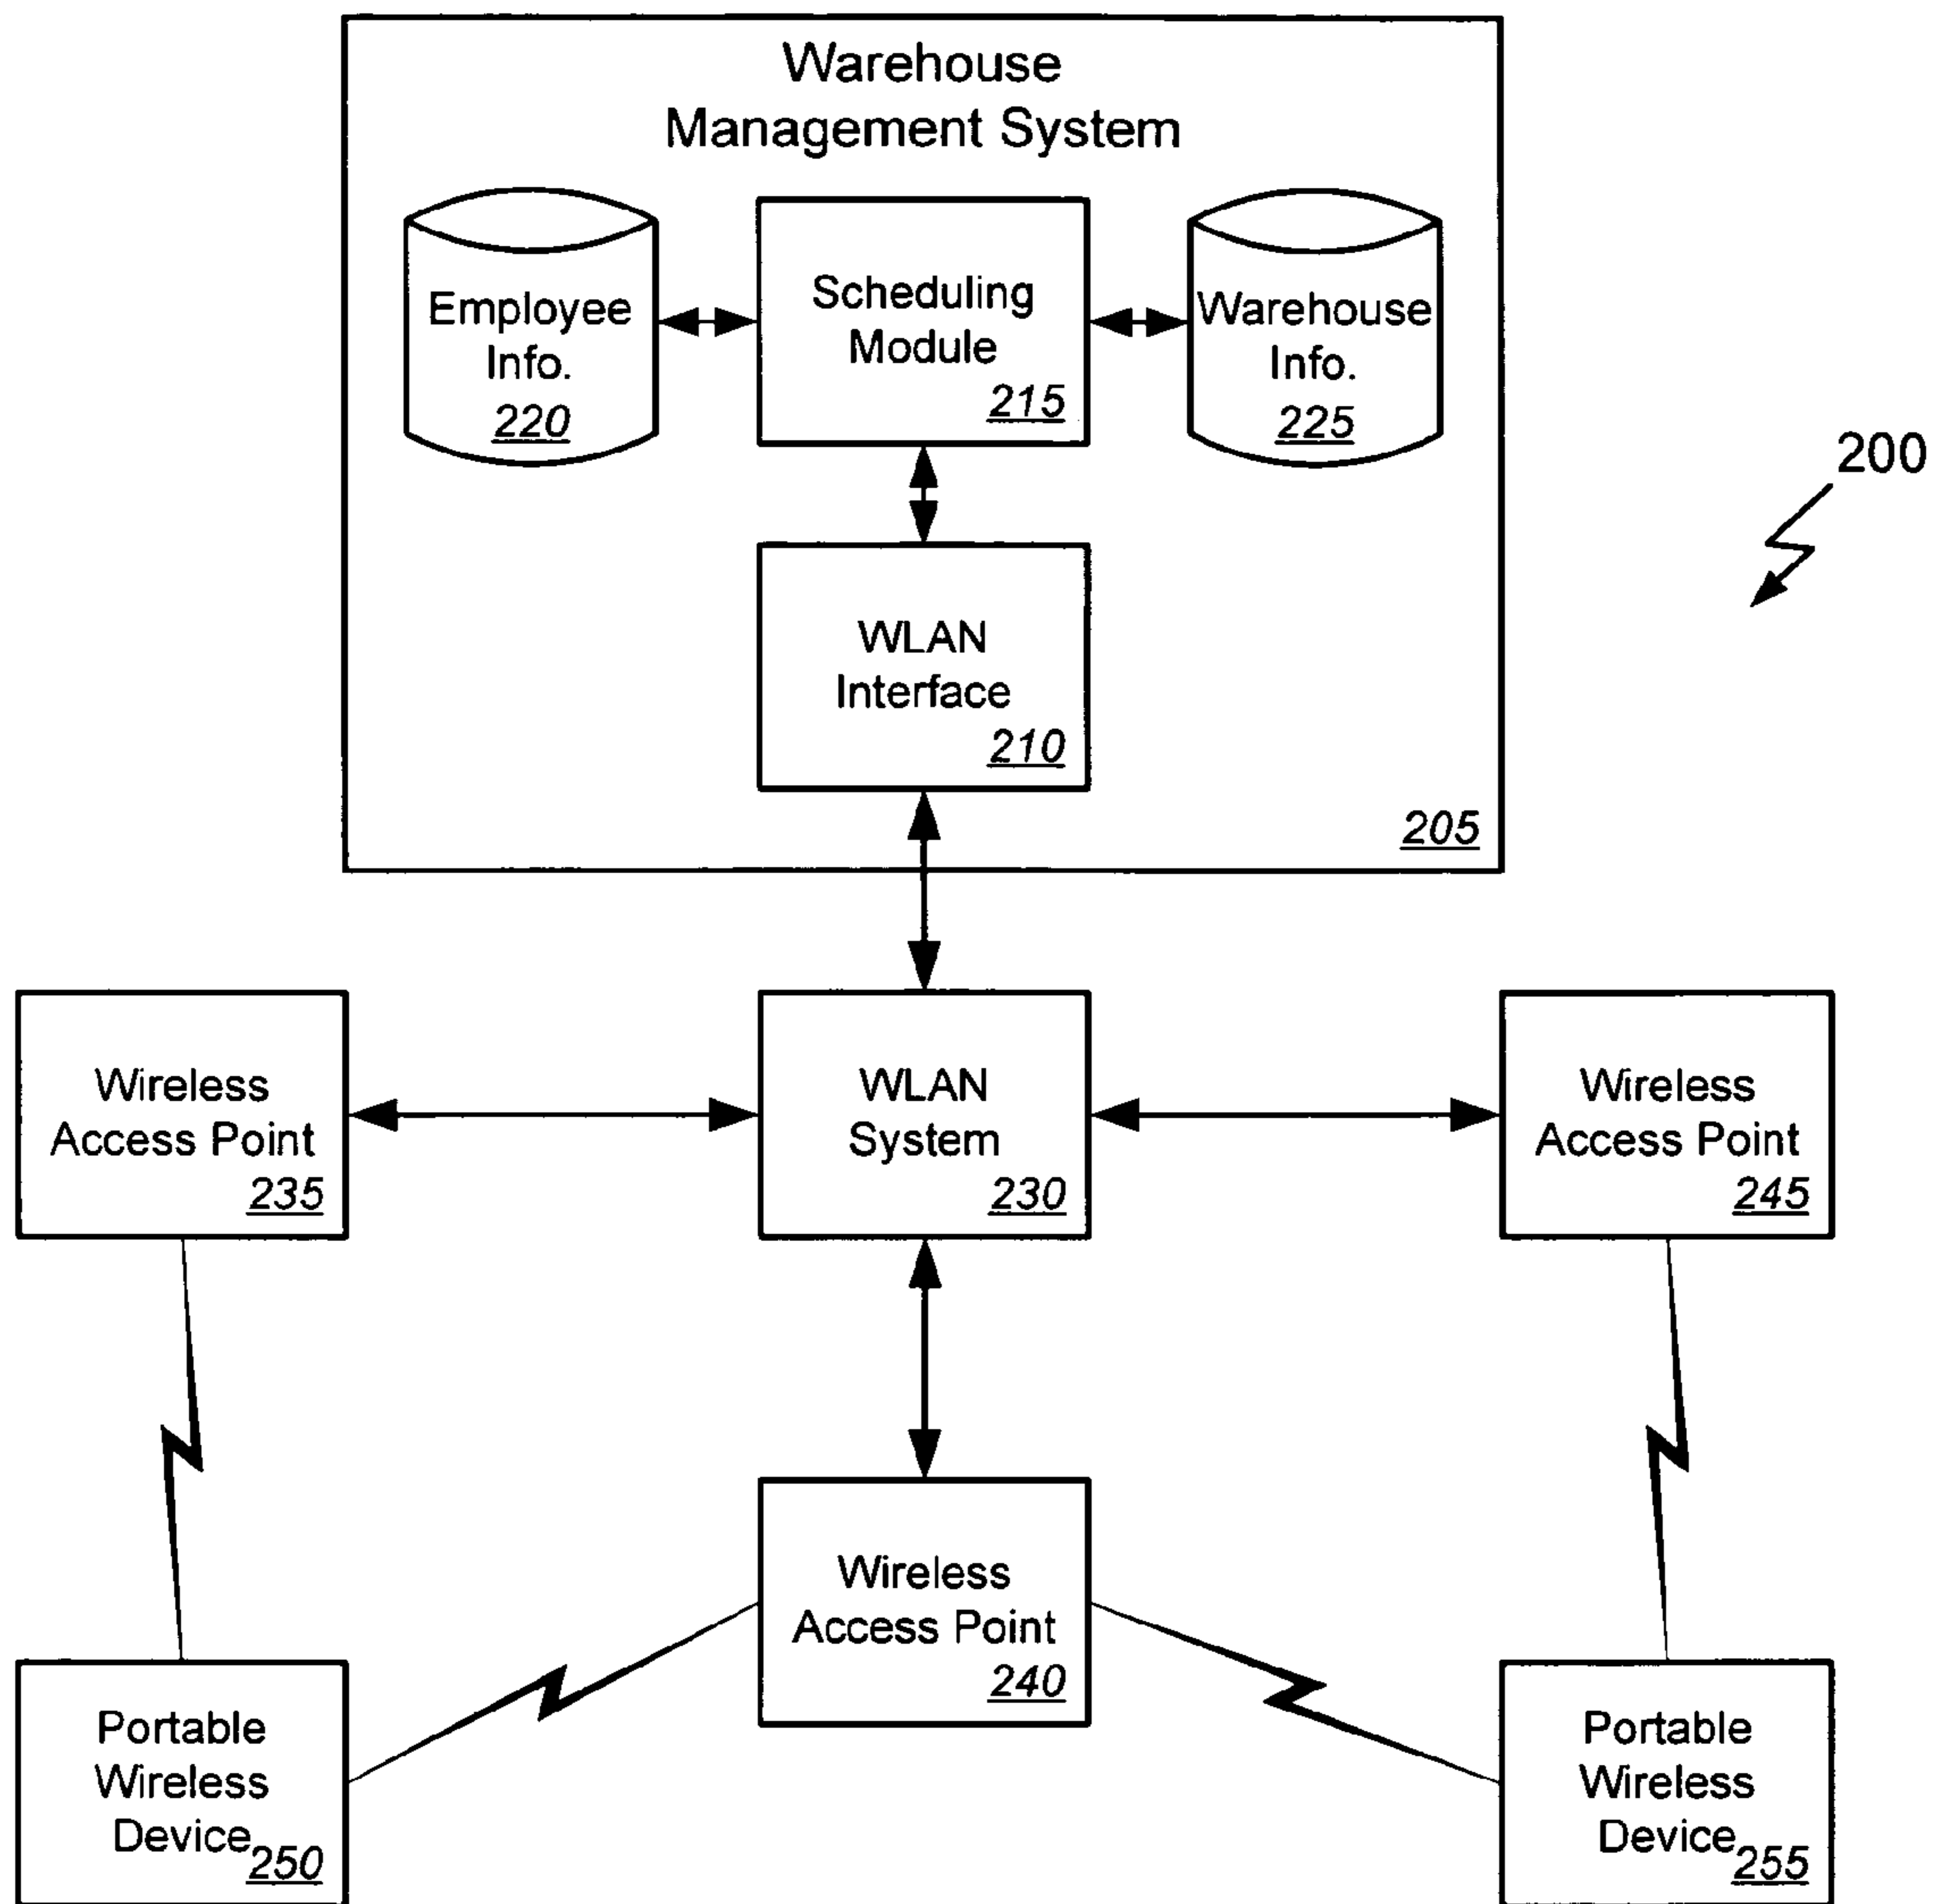 Warehouse
Management System
Employee
Info.
220
Scheduling
Module
215
Warehouse
Info.
225
200
WLAN
Interface
210
205
Wireless
Access Point
235
WLAN
System
230
Wireless
Access Point
245
Wireless
Access Point
240
Portable
Wireless
Device
250
Portable
Wireless
Device
255